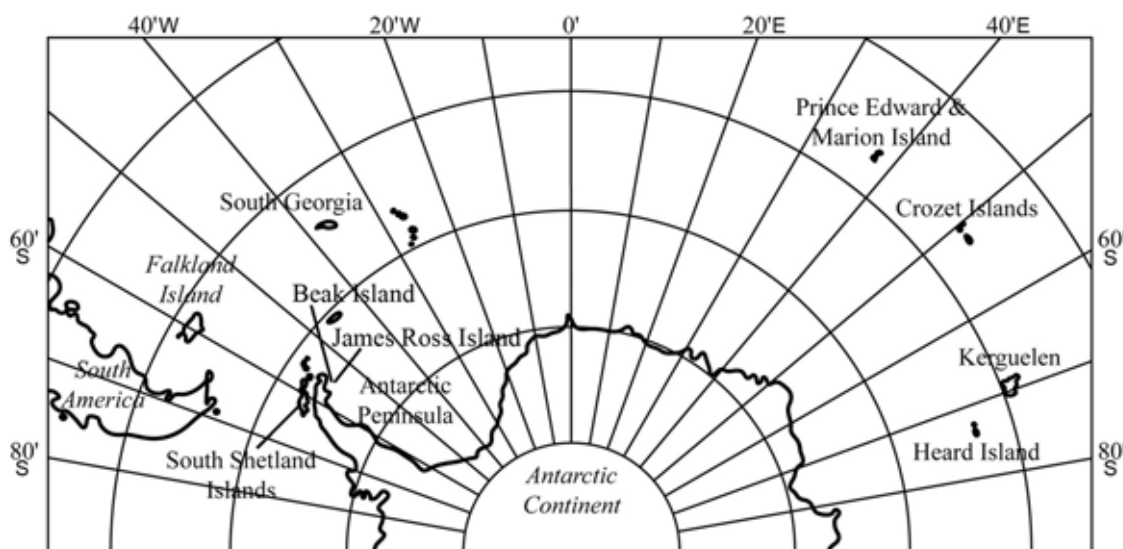 40'W
20'W
0'
20'E
40'E
Prince Edward &
Marion Island
South Georgia
Crozet Islands
60'
S
60'
S
Falkland
Island
Beak Island
James Ross Island
Kerguelen
South
America
Antarctic
Peninsula
80'
S
80'
S
Heard Island
South Shetland
Islands
Antarctic
Continent